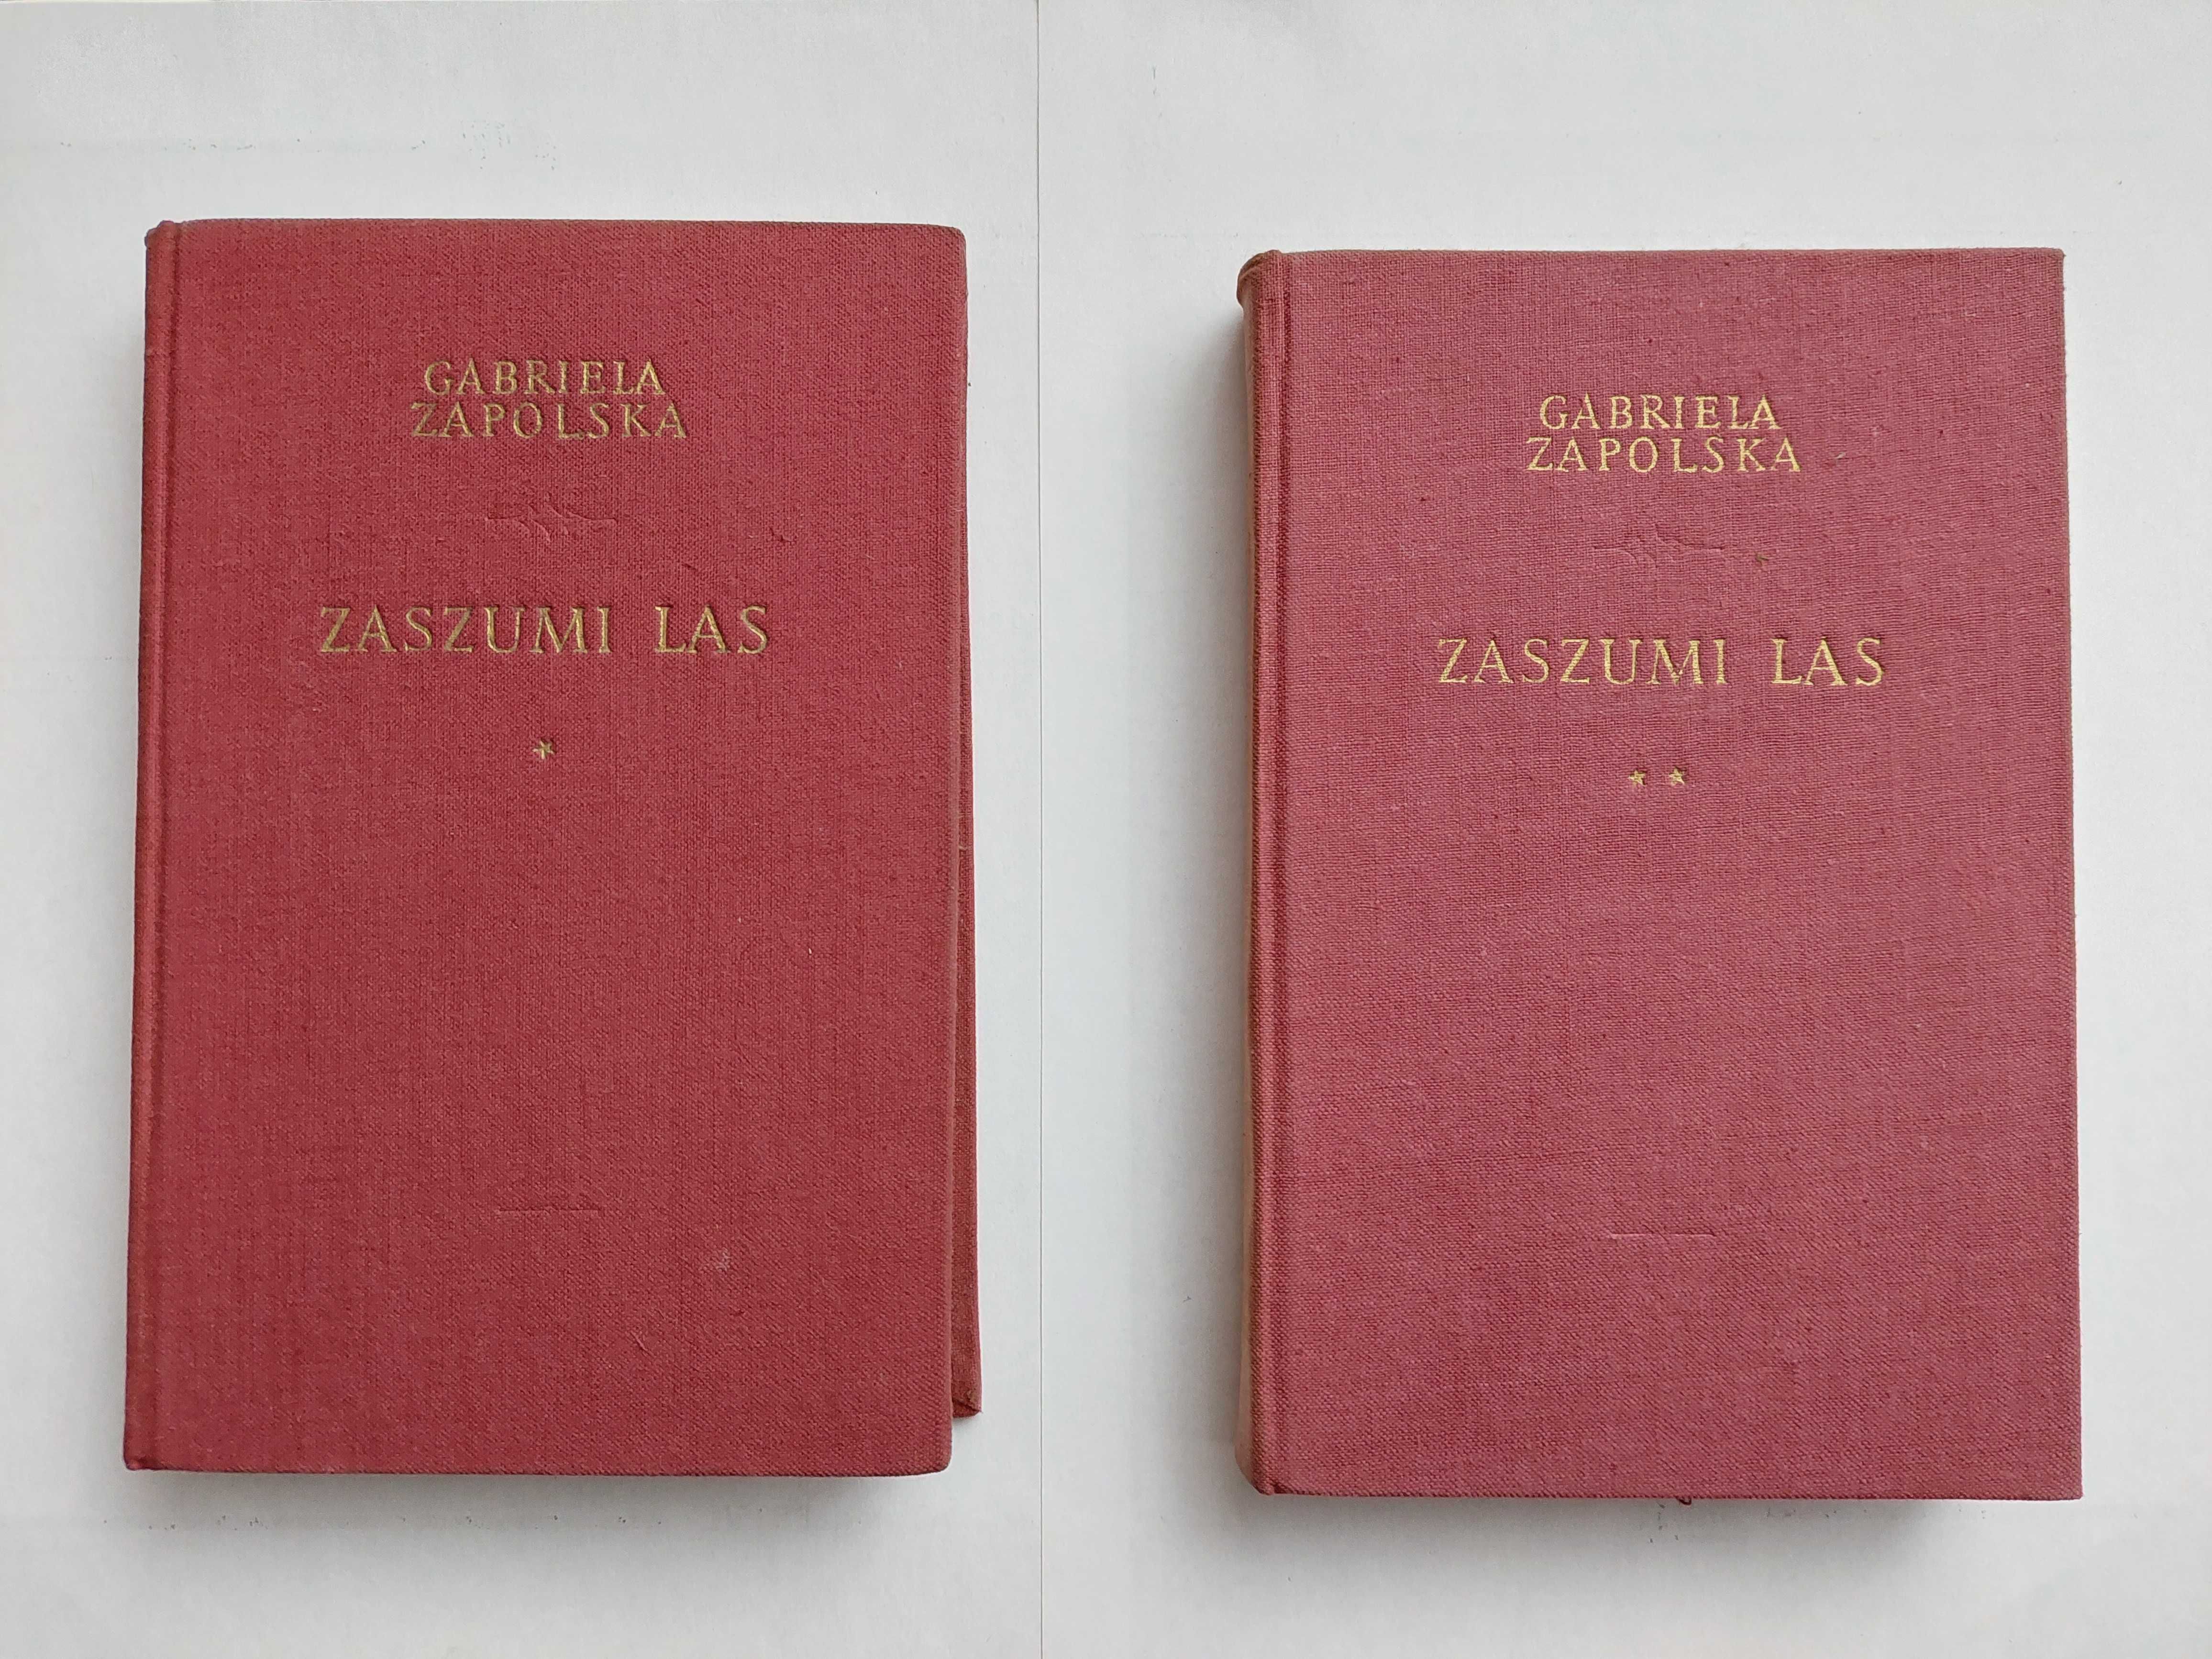 GABRIELA
ZAPOLSKA
ZASZUMI LAS
*
GABRIELA
ZAPOLSKA
ZASZUMI LAS
* *